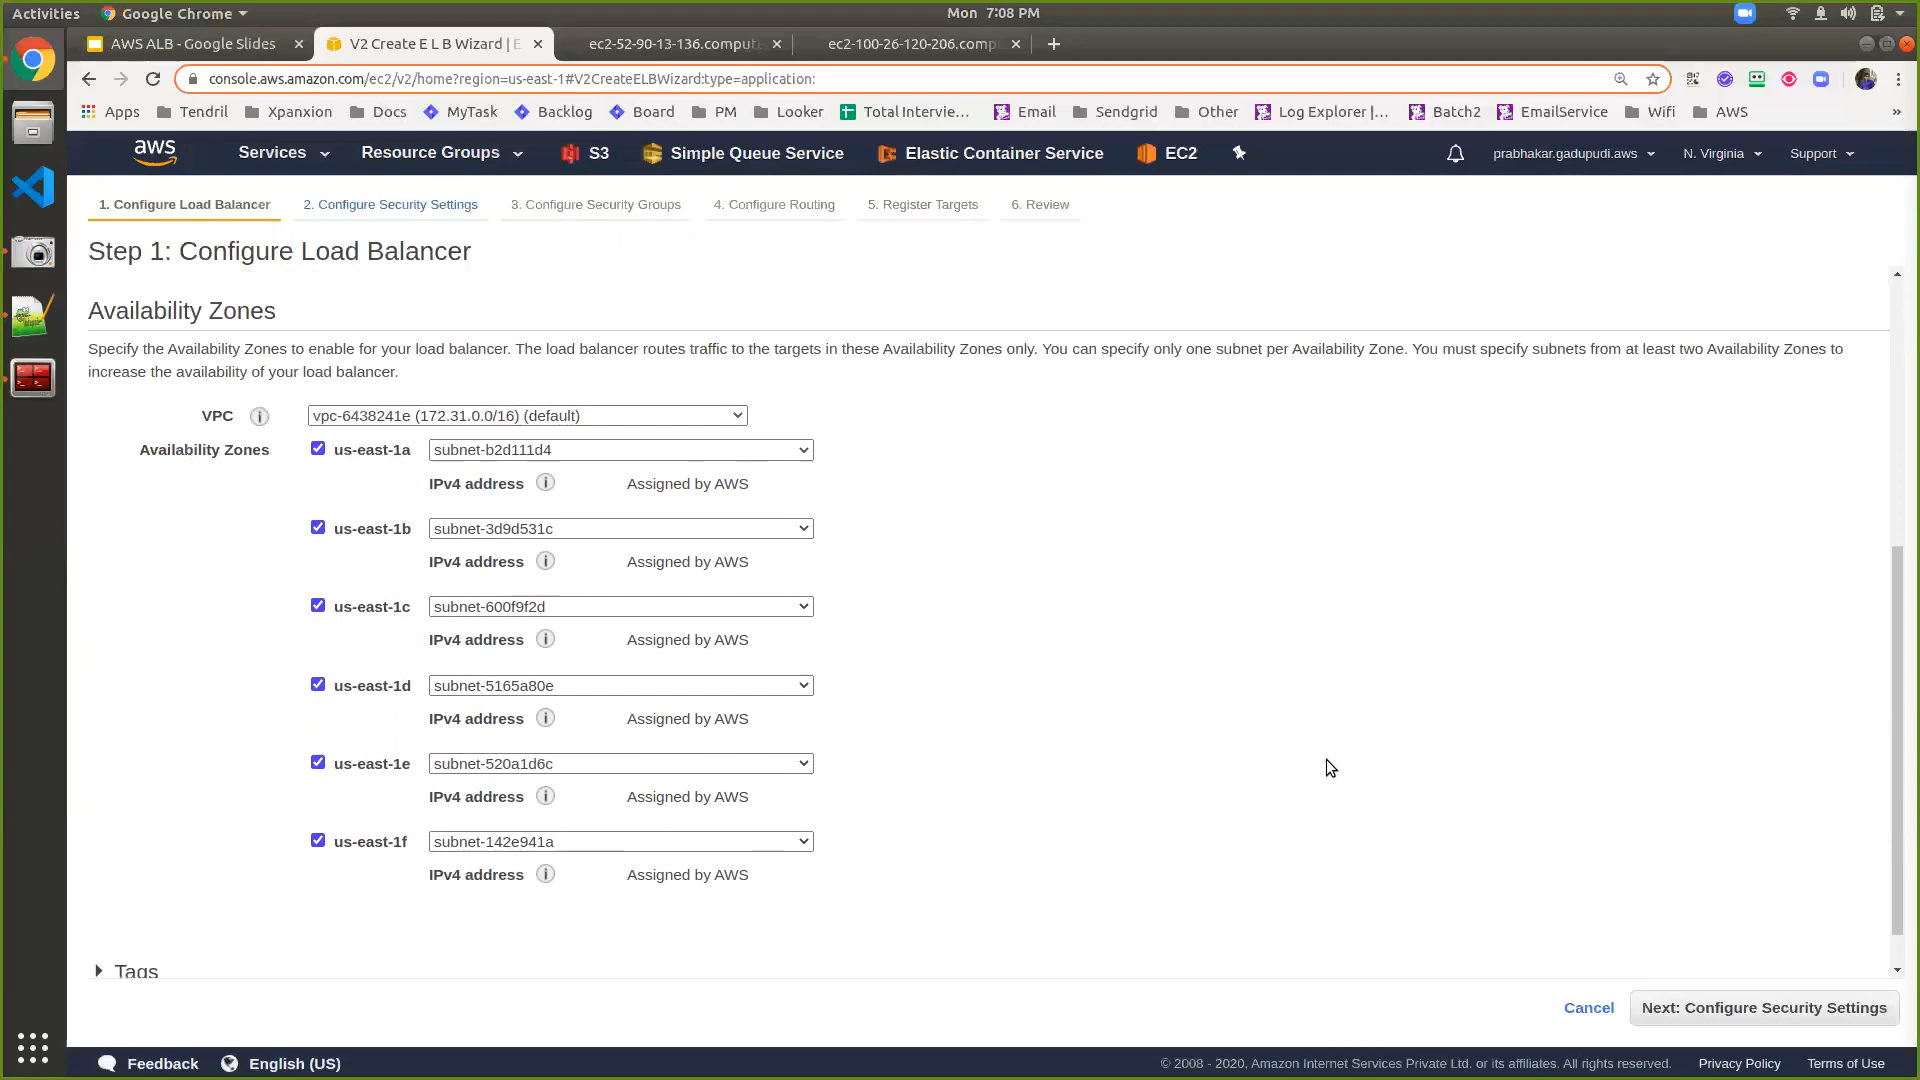 Activities Google Chrome Mon 7:08 PM
AWS ALB - Google Slides V2 Create E L B Wizard | E ec2-52-90-13-136.compute ec2-100-26-120-206.comp
console.aws.amazon.com/ec2/v2/home?region=us-east-1#V2CreateELBWizard:type=application:
Apps Tendril Xpanxion Docs MyTask Backlog Board PM Looker Total Intervie… Email Sendgrid Other Log Explorer |… Batch2 EmailService Wifi AWS »
aws Services Resource Groups S3 Simple Queue Service Elastic Container Service EC2 prabhakar.gadupudi.aws N. Virginia Support
1. Configure Load Balancer 2. Configure Security Settings 3. Configure Security Groups 4. Configure Routing 5. Register Targets 6. Review
Step 1: Configure Load Balancer
Availability Zones
Specify the Availability Zones to enable for your load balancer. The load balancer routes traffic to the targets in these Availability Zones only. You can specify only one subnet per Availability Zone. You must specify subnets from at least two Availability Zones to
increase the availability of your load balancer.
VPC i vpc-6438241e (172.31.0.0/16) (default)
Availability Zones us-east-1a subnet-b2d111d4
IPv4 address i Assigned by AWS
us-east-1b subnet-3d9d531c
IPv4 address i Assigned by AWS
us-east-1c subnet-600f9f2d
IPv4 address i Assigned by AWS
us-east-1d subnet-5165a80e
IPv4 address i Assigned by AWS
us-east-1e subnet-520a1d6c
IPv4 address i Assigned by AWS
us-east-1f subnet-142e941a
IPv4 address i Assigned by AWS
Tags
Cancel Next: Configure Security Settings
Feedback English (US) © 2008 - 2020, Amazon Internet Services Private Ltd. or its affiliates. All rights reserved. Privacy Policy Terms of Use